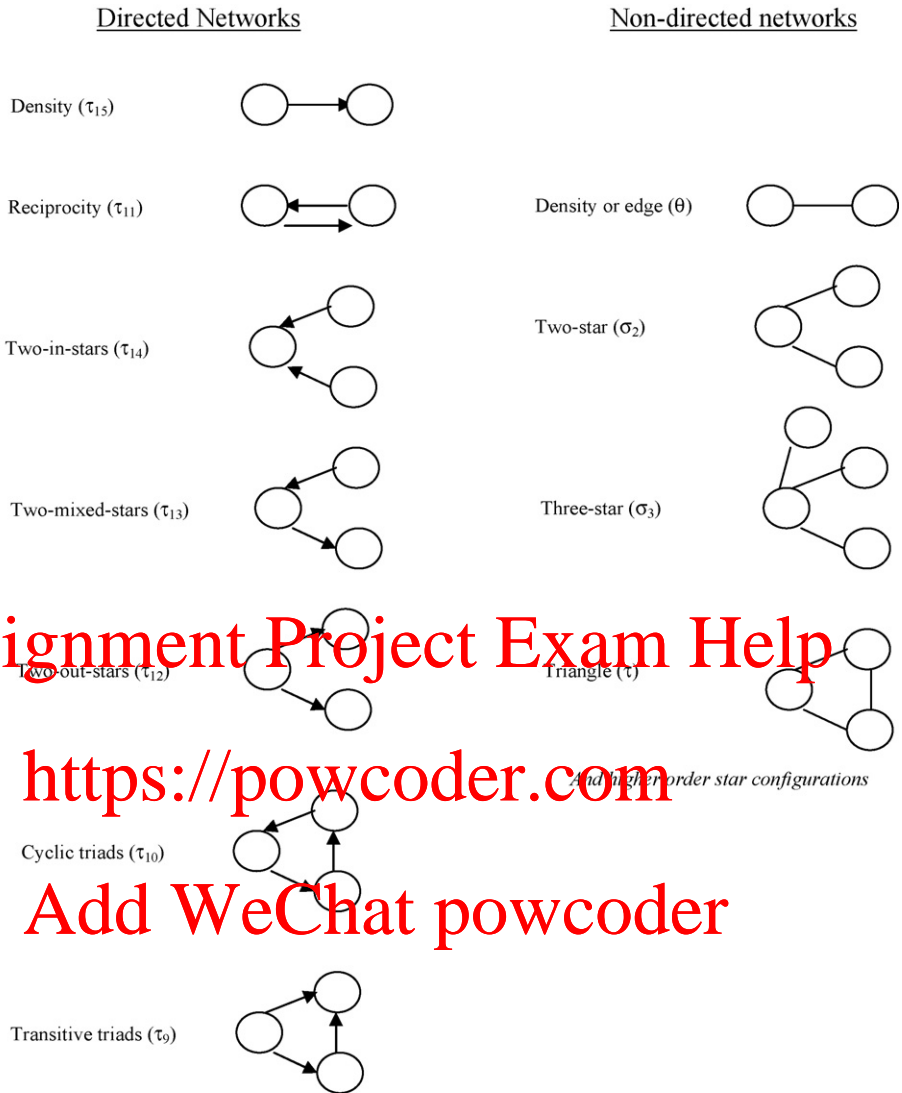 Directed Networks
Non-directed networks
Density (τ15)
Reciprocity (τ11)
Density or edge (θ)
Two-in-stars (τ14)
Two-star (σ2)
Two-mixed-stars (τ13)
Three-star (σ3)
ignment Project Exam Help
Two-out-stars (τ12)
Triangle (τ)
https://powcoder.com
And higher order star configurations
Cyclic triads (τ10)
Add WeChat powcoder
Transitive triads (τ9)